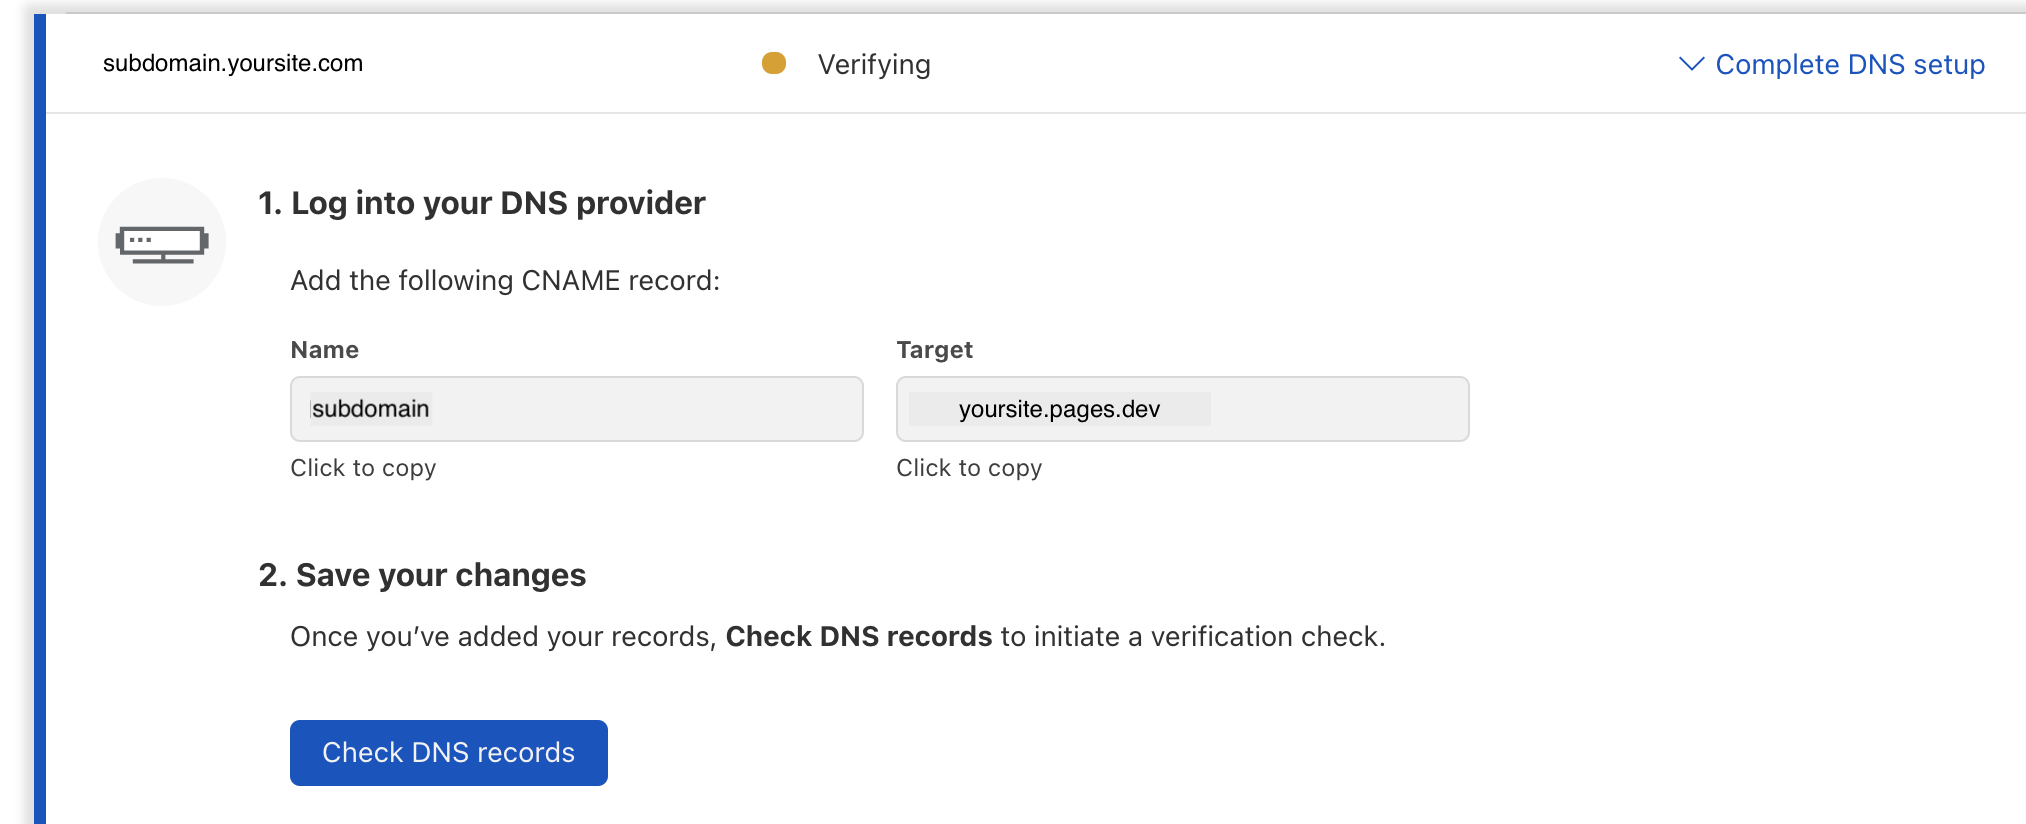 subdomain.yoursite.com
Verifying
Complete DNS setup
1. Log into your DNS provider
Add the following CNAME record:
Name
Target
subdomain
yoursite.pages.dev
Click to copy
Click to copy
2. Save your changes
Once you’ve added your records, Check DNS records to initiate a verification check.
Check DNS records